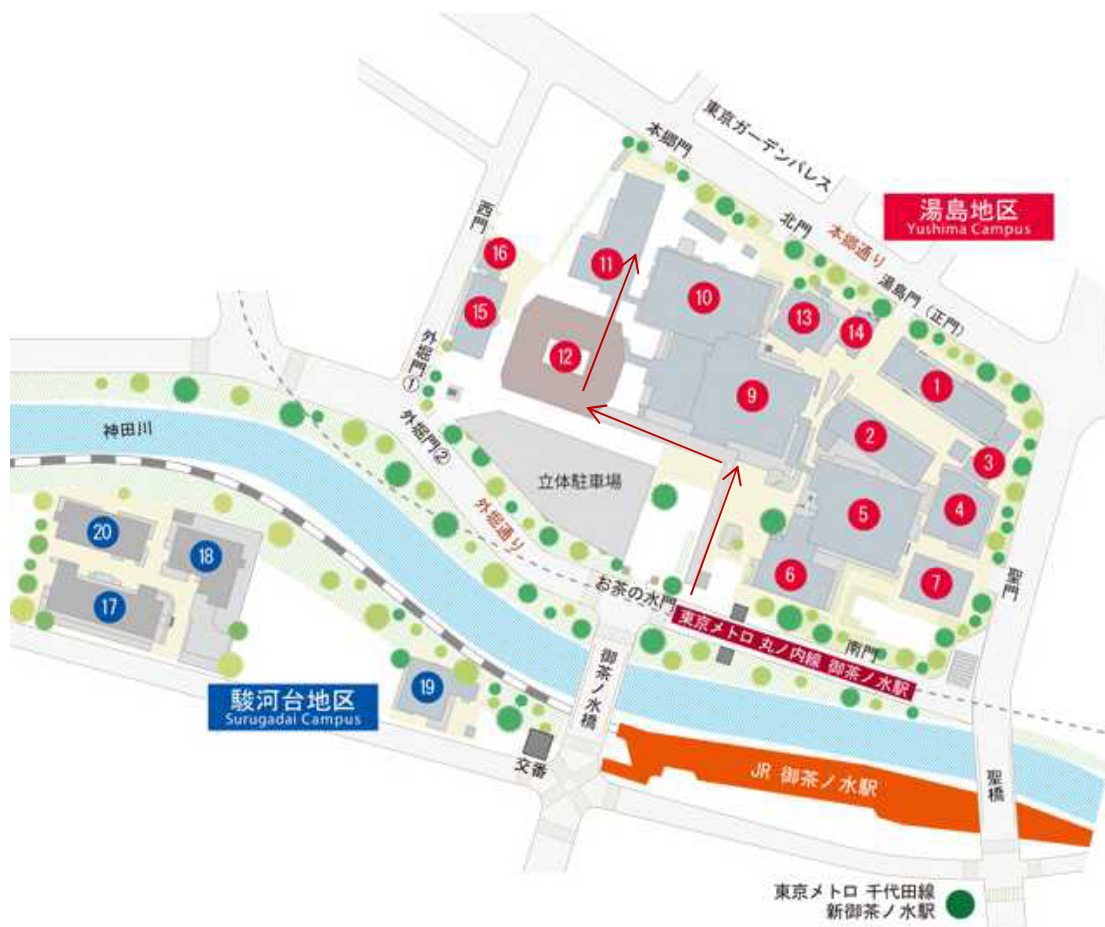 東京ガーデンパレス
本郷門
湯島地区
Yushima Campus
北門
本郷通り
湯島門(正門)
西門
16
11
10
15
13
14
12
1
外堀門①
9
2
3
外堀門②
神田川
立体駐車場
5
4
外堀通り
20
18
6
7
17
お茶の水門
聖門
東京メトロ 丸ノ内線 御茶ノ水駅
南門
御茶ノ水橋
19
駿河台地区
Surugadai Campus
交番
JR 御茶ノ水駅
聖橋
東京メトロ 千代田線
新御茶ノ水駅